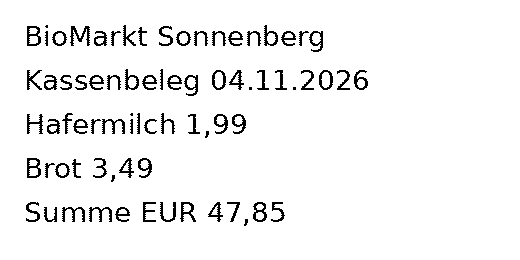 BioMarkt Sonnenberg
Kassenbeleg 04.11.2026
Hafermilch 1,99
Brot 3,49
Summe EUR 47,85